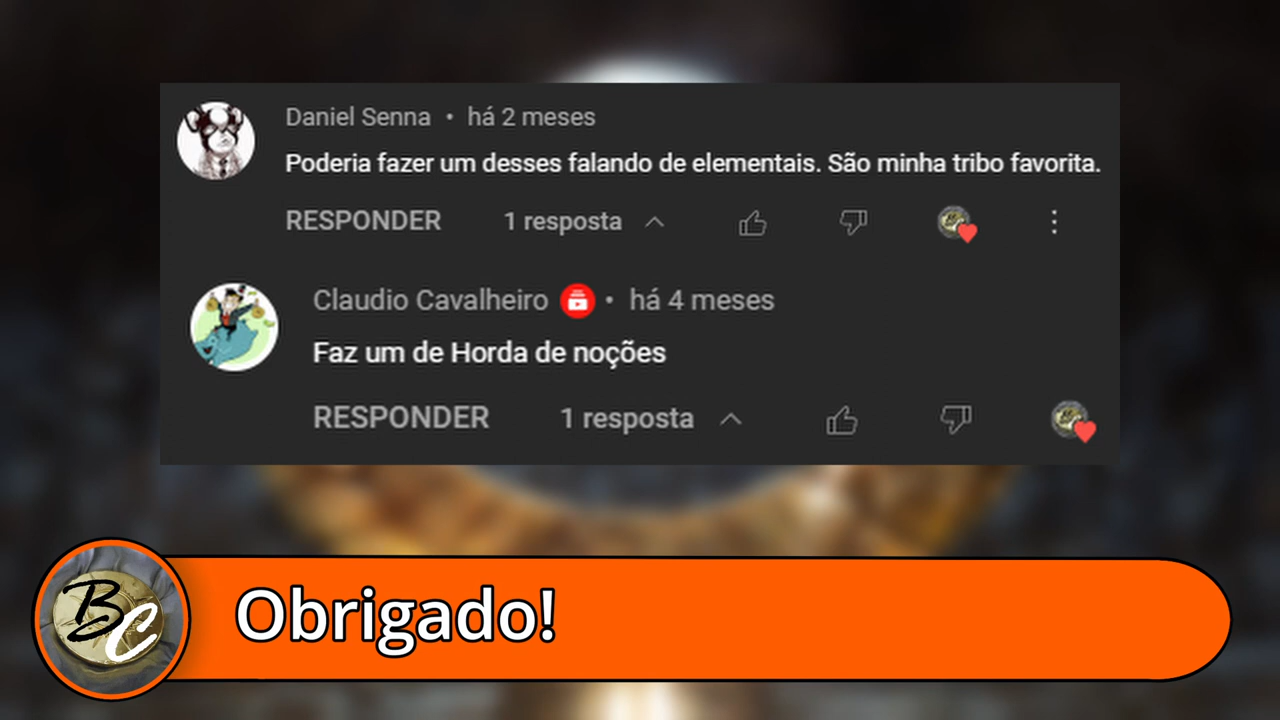 Daniel Senna • há 2 meses
Poderia fazer um desses falando de elementais. São minha tribo favorita.
RESPONDER 1 resposta
Claudio Cavalheiro • há 4 meses
Faz um de Horda de noções
RESPONDER 1 resposta
BC
Obrigado!